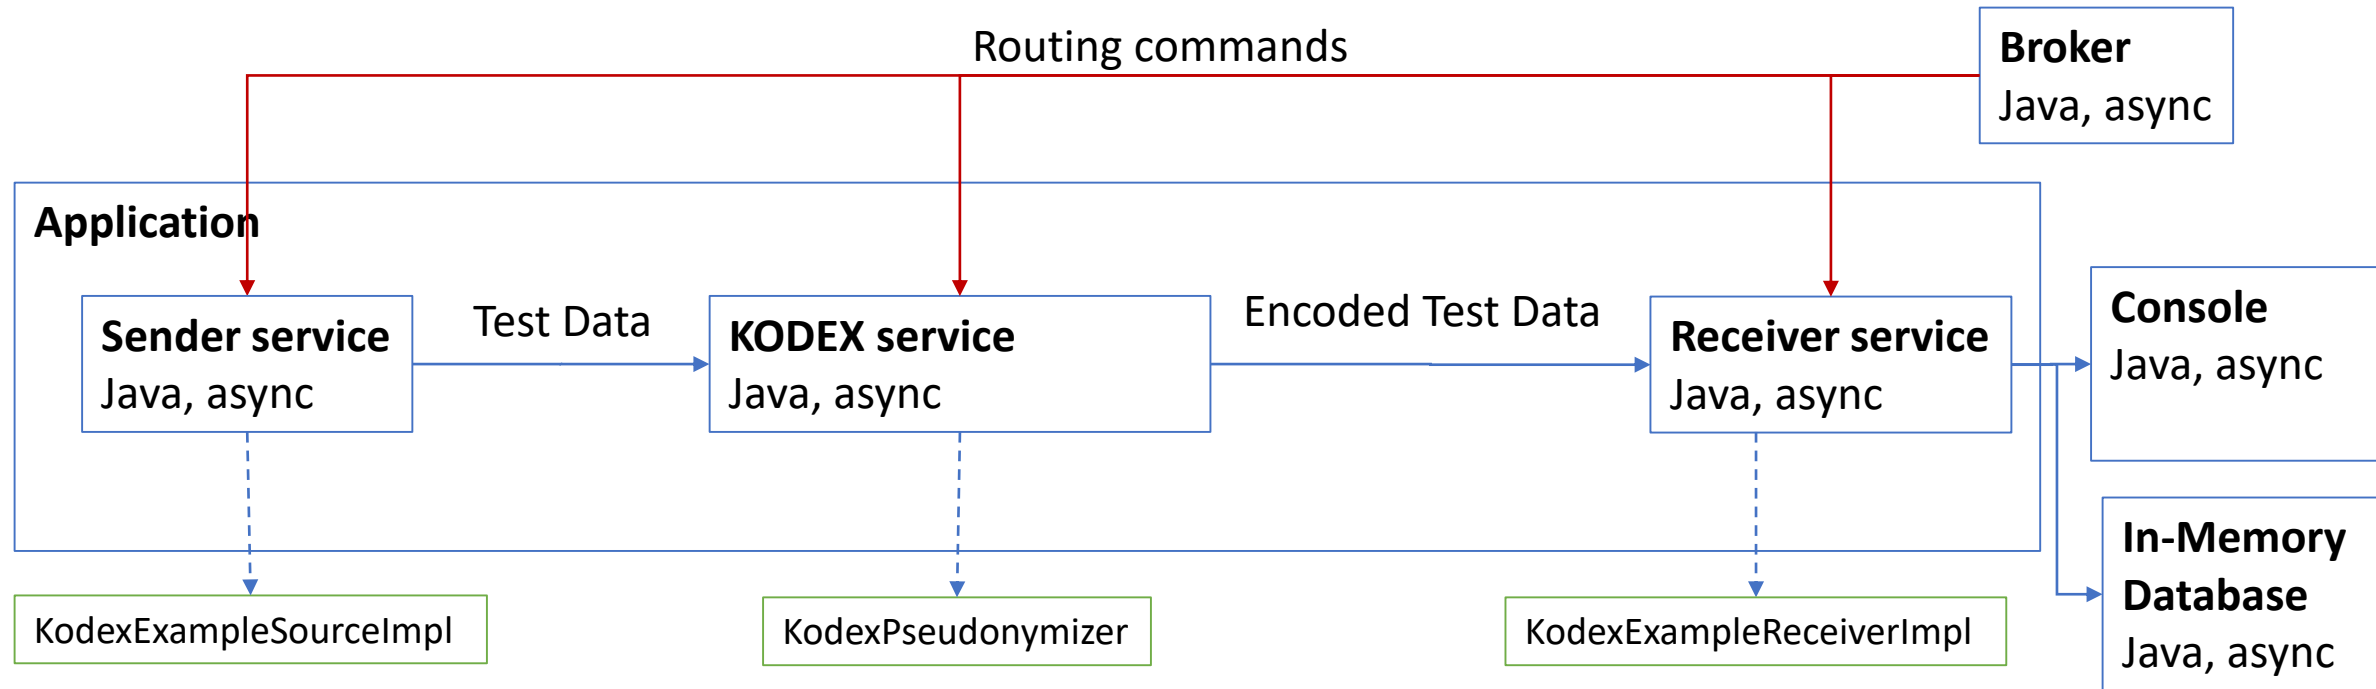 Routing commands
Broker
Java, async
Application
Sender service
Java, async
Test Data
KODEX service
Java, async
Encoded Test Data
Receiver service
Java, async
Console
Java, async
In-Memory
Database
Java, async
KodexExampleSourceImpl
KodexPseudonymizer
KodexExampleReceiverImpl